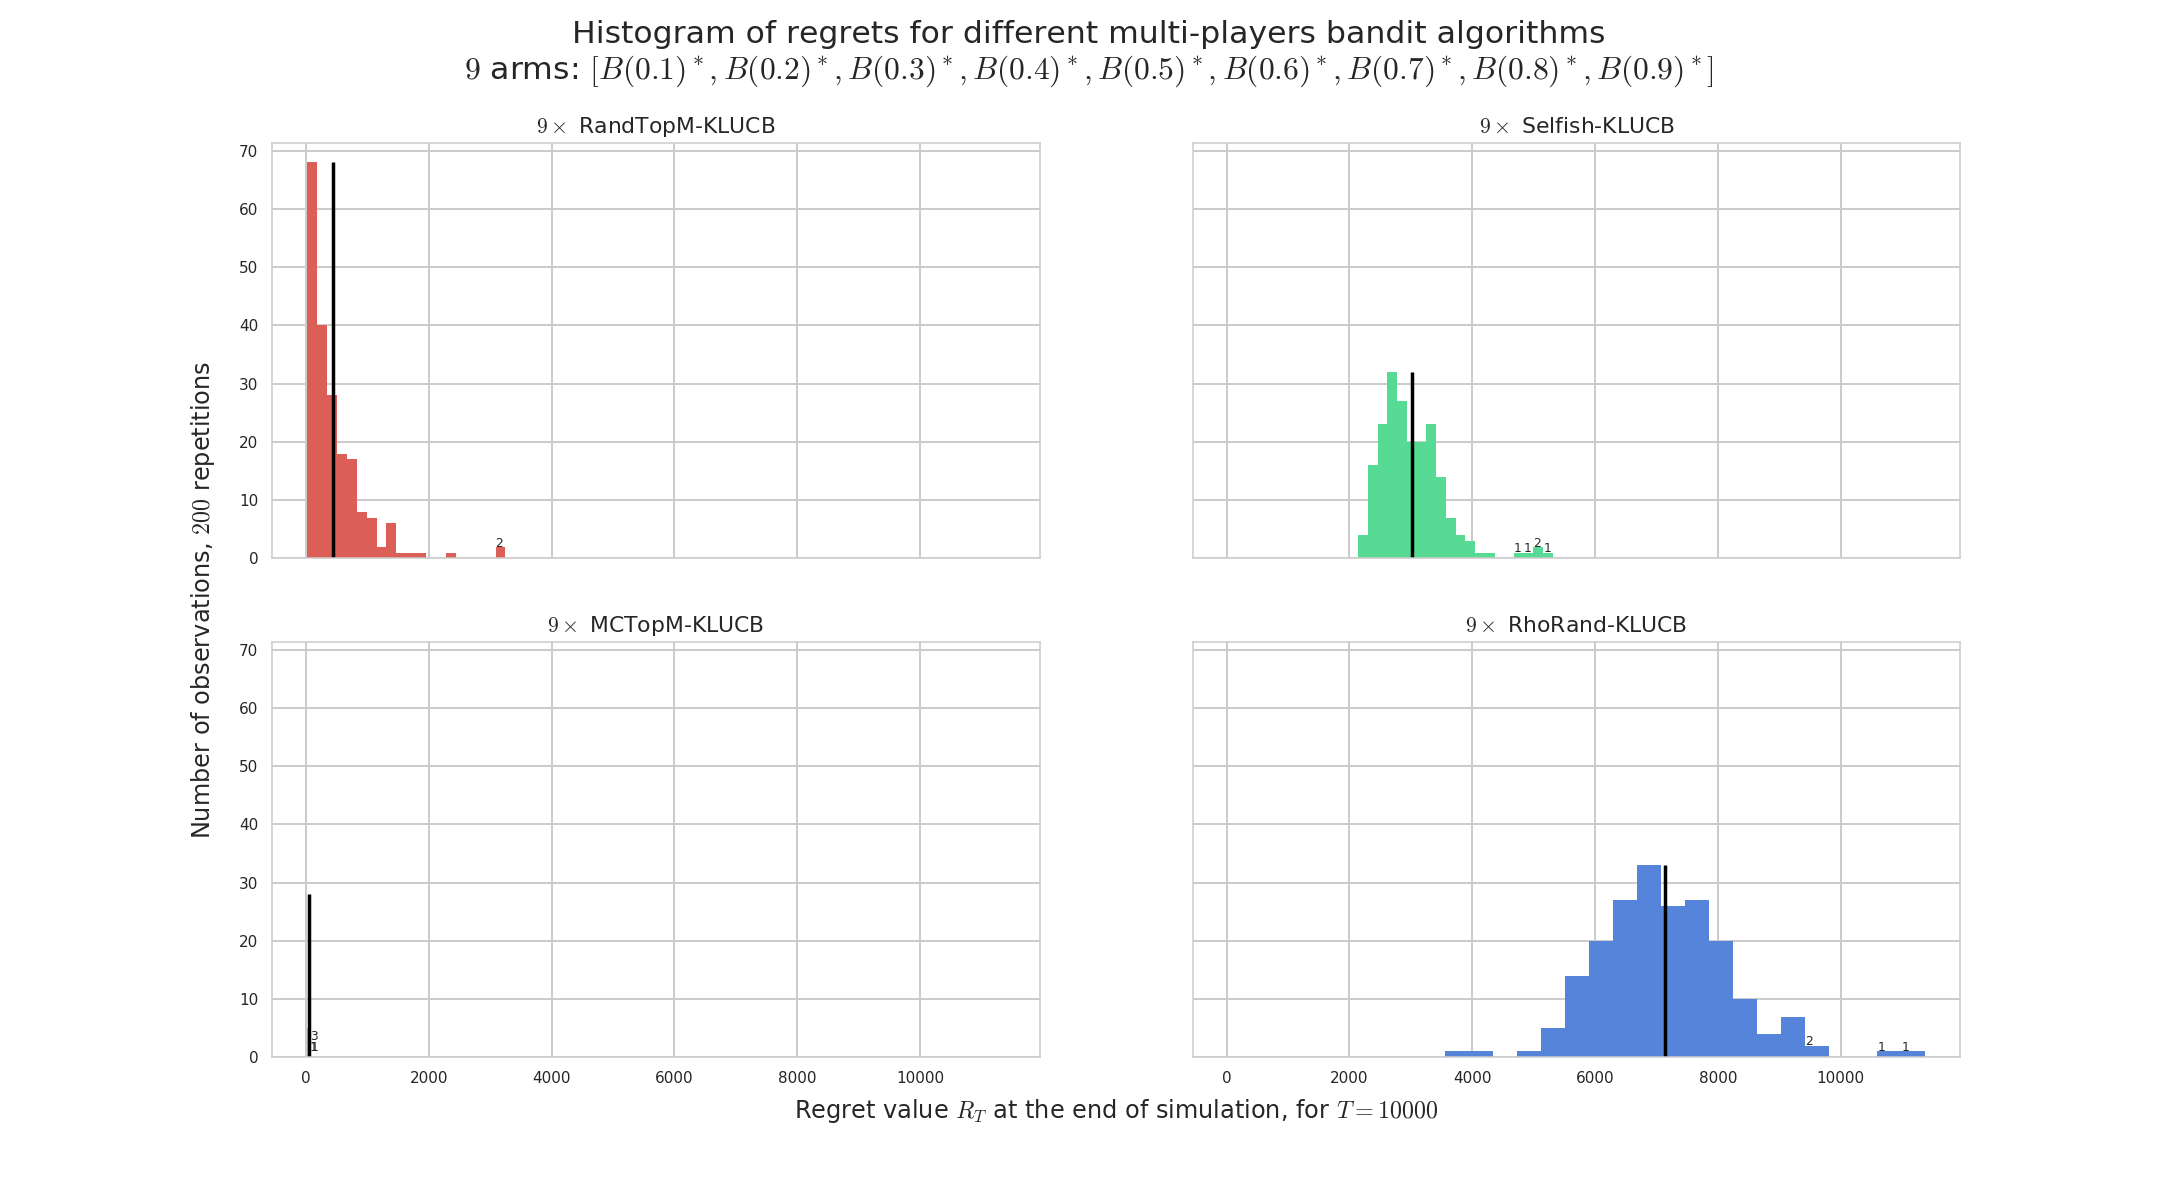 Histogram of regrets for different multi-players bandit algorithms
9 arms: [B(0.1)*, B(0.2)*, B(0.3)*, B(0.4)*, B(0.5)*, B(0.6)*, B(0.7)*, B(0.8)*, B(0.9)*]
9× RandTopM-KLUCB
70
60
50
40
30
20
10
0
2
9× Selfish-KLUCB
1 1 2 1
Number of observations, 200 repetitions
9× MCTopM-KLUCB
70
60
50
40
30
20
10
0
3
1
0 2000 4000 6000 8000 10000
9× RhoRand-KLUCB
2 1 1
0 2000 4000 6000 8000 10000
Regret value R_T at the end of simulation, for T = 10000